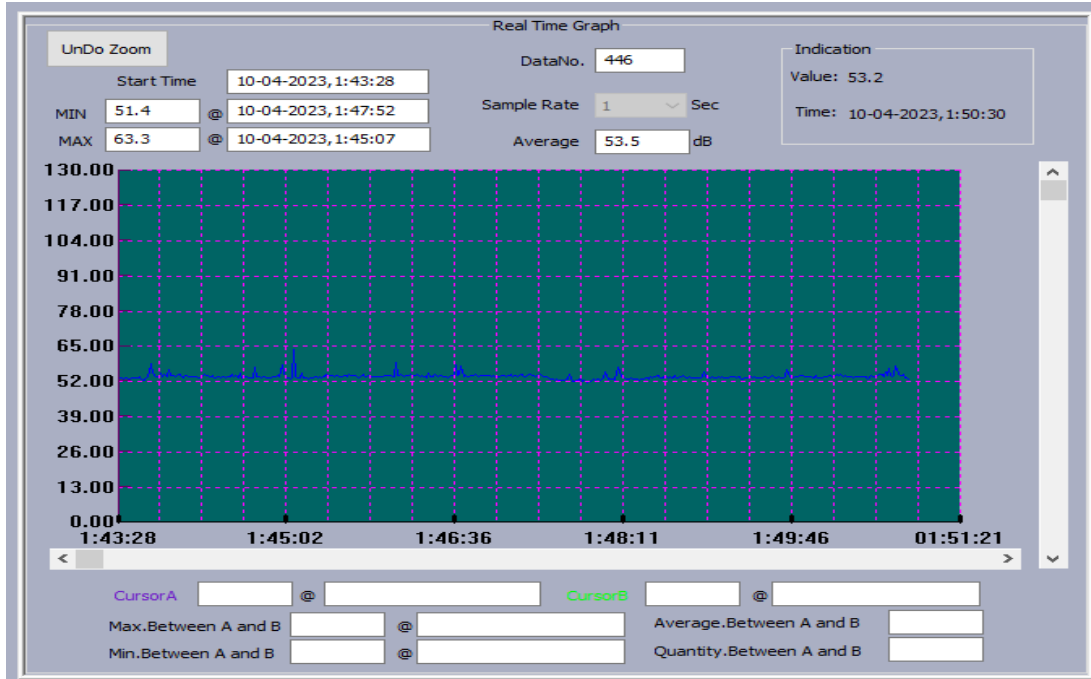 Real Time Graph
UnDo Zoom
DataNo. 446
Indication
Value: 53.2
Time: 10-04-2023,1:50:30
Start Time 10-04-2023,1:43:28
MIN 51.4 @ 10-04-2023,1:47:52
Sample Rate 1 Sec
MAX 63.3 @ 10-04-2023,1:45:07
Average 53.5 dB
130.00
117.00
104.00
91.00
78.00
65.00
52.00
39.00
26.00
13.00
0.00
1:43:28 1:45:02 1:46:36 1:48:11 1:49:46 01:51:21
CursorA @ CursorB @
Max.Between A and B @ Average.Between A and B
Min.Between A and B @ Quantity.Between A and B